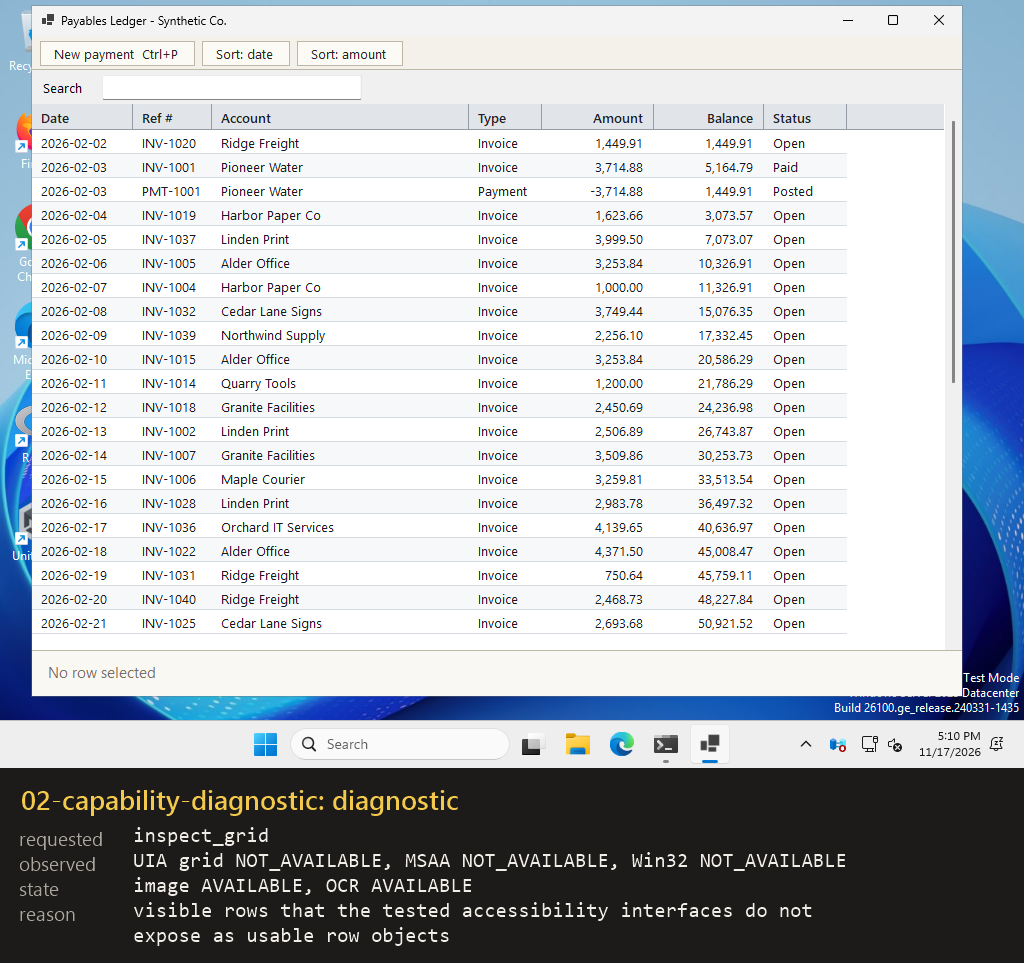 Payables Ledger - Synthetic Co.
New payment Ctrl+P Sort: date Sort: amount
Search
Date Ref # Account Type Amount Balance Status
2026-02-02 INV-1020 Ridge Freight Invoice 1,449.91 1,449.91 Open
2026-02-03 INV-1001 Pioneer Water Invoice 3,714.88 5,164.79 Paid
2026-02-03 PMT-1001 Pioneer Water Payment -3,714.88 1,449.91 Posted
2026-02-04 INV-1019 Harbor Paper Co Invoice 1,623.66 3,073.57 Open
2026-02-05 INV-1037 Linden Print Invoice 3,999.50 7,073.07 Open
2026-02-06 INV-1005 Alder Office Invoice 3,253.84 10,326.91 Open
2026-02-07 INV-1004 Harbor Paper Co Invoice 1,000.00 11,326.91 Open
2026-02-08 INV-1032 Cedar Lane Signs Invoice 3,749.44 15,076.35 Open
2026-02-09 INV-1039 Northwind Supply Invoice 2,256.10 17,332.45 Open
2026-02-10 INV-1015 Alder Office Invoice 3,253.84 20,586.29 Open
2026-02-11 INV-1014 Quarry Tools Invoice 1,200.00 21,786.29 Open
2026-02-12 INV-1018 Granite Facilities Invoice 2,450.69 24,236.98 Open
2026-02-13 INV-1002 Linden Print Invoice 2,506.89 26,743.87 Open
2026-02-14 INV-1007 Granite Facilities Invoice 3,509.86 30,253.73 Open
2026-02-15 INV-1006 Maple Courier Invoice 3,259.81 33,513.54 Open
2026-02-16 INV-1028 Linden Print Invoice 2,983.78 36,497.32 Open
2026-02-17 INV-1036 Orchard IT Services Invoice 4,139.65 40,636.97 Open
2026-02-18 INV-1022 Alder Office Invoice 4,371.50 45,008.47 Open
2026-02-19 INV-1031 Ridge Freight Invoice 750.64 45,759.11 Open
2026-02-20 INV-1040 Ridge Freight Invoice 2,468.73 48,227.84 Open
2026-02-21 INV-1025 Cedar Lane Signs Invoice 2,693.68 50,921.52 Open
No row selected
Test Mode
Datacenter
Build 26100.ge_release.240331-1435
Search
5:10 PM
11/17/2026
02-capability-diagnostic: diagnostic
requested inspect_grid
observed UIA grid NOT_AVAILABLE, MSAA NOT_AVAILABLE, Win32 NOT_AVAILABLE
state image AVAILABLE, OCR AVAILABLE
reason visible rows that the tested accessibility interfaces do not
expose as usable row objects